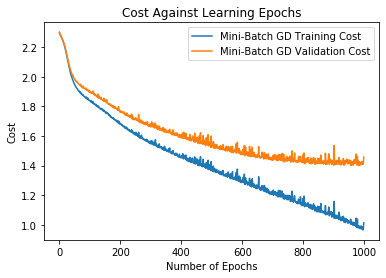 Cost Against Learning Epochs
Mini-Batch GD Training Cost
Mini-Batch GD Validation Cost
Cost
2.2
2.0
1.8
1.6
1.4
1.2
1.0
0
200
400
600
800
1000
Number of Epochs